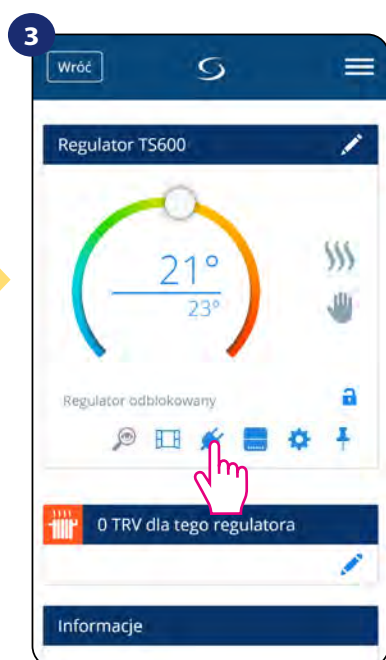 3
Wróć
Regulator TS600
21°
23°
Regulator odblokowany
0 TRV dla tego regulatora
Informacje